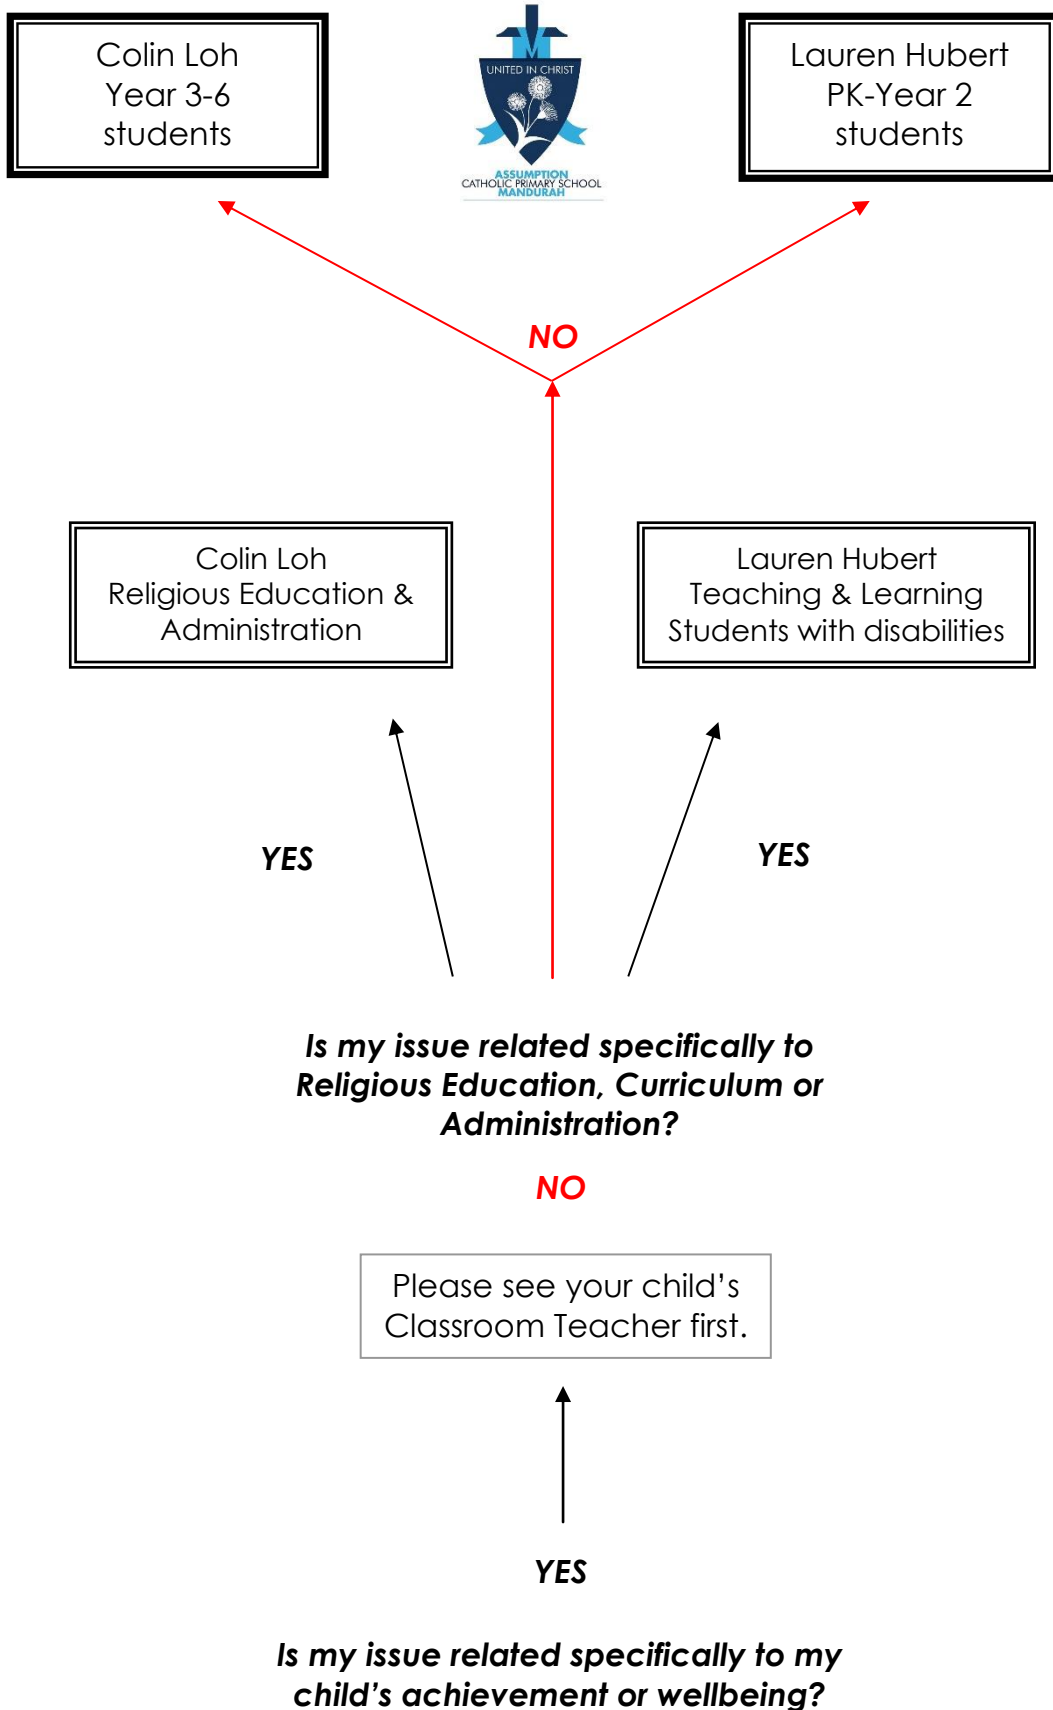 Colin Loh
Year 3-6
students
UNITED IN CHRIST
ASSUMPTION
CATHOLIC PRIMARY SCHOOL
MANDURAH
Lauren Hubert
PK-Year 2
students
NO
Colin Loh
Religious Education &
Administration
Lauren Hubert
Teaching & Learning
Students with disabilities
YES
YES
Is my issue related specifically to
Religious Education, Curriculum or
Administration?
NO
Please see your child’s
Classroom Teacher first.
YES
Is my issue related specifically to my
child’s achievement or wellbeing?